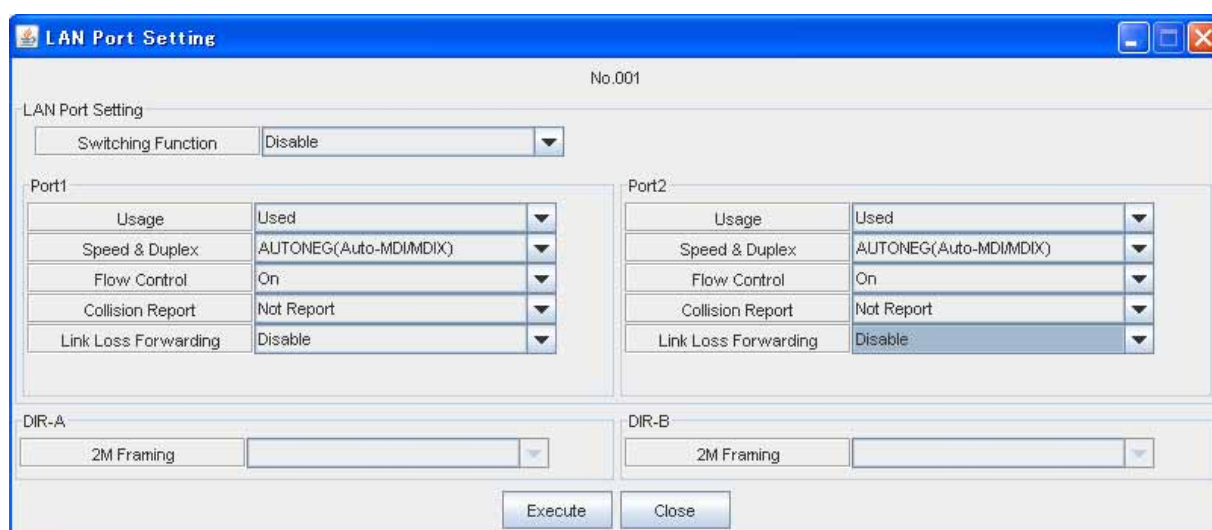 LAN Port Setting
No.001
LAN Port Setting
Switching Function Disable
Port1
Usage Used
Speed & Duplex AUTONEG(Auto-MDI/MDIX)
Flow Control On
Collision Report Not Report
Link Loss Forwarding Disable
Port2
Usage Used
Speed & Duplex AUTONEG(Auto-MDI/MDIX)
Flow Control On
Collision Report Not Report
Link Loss Forwarding Disable
DIR-A
2M Framing
DIR-B
2M Framing
Execute Close